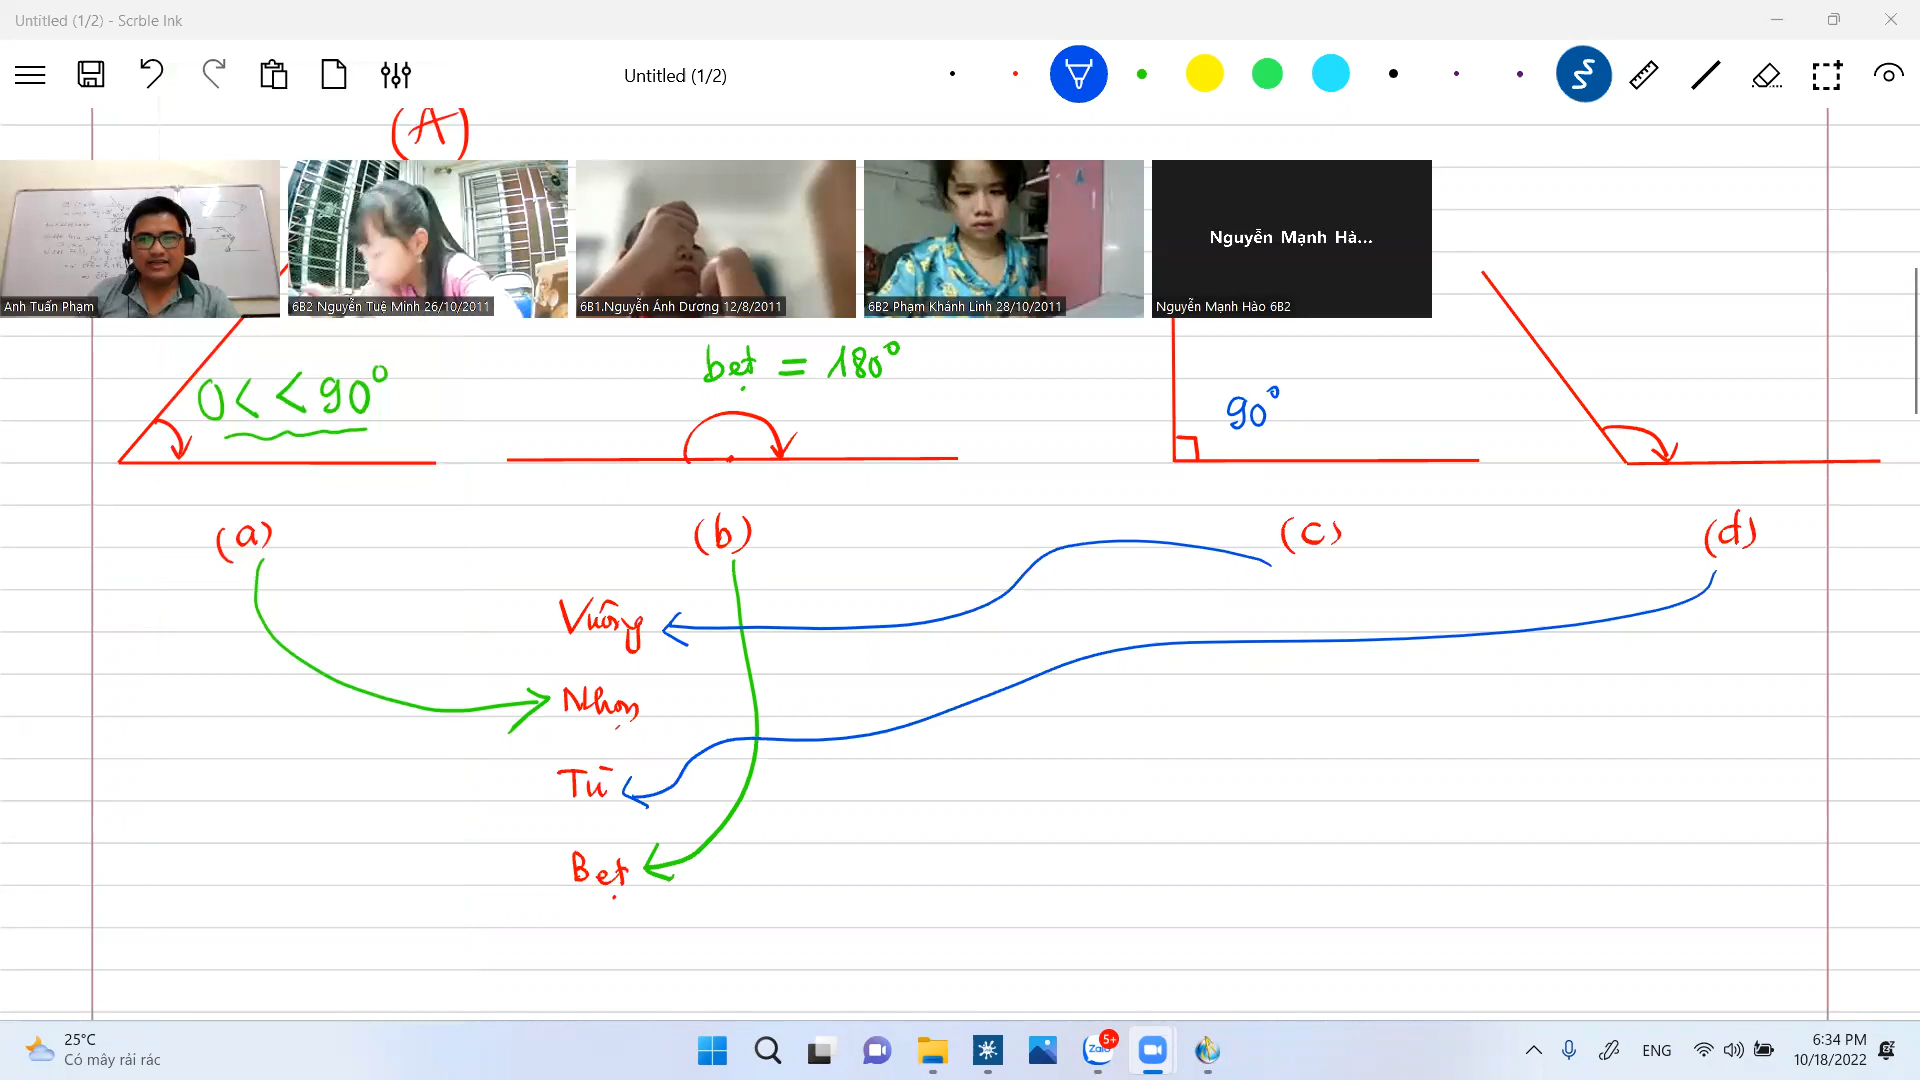 Untitled (1/2) - Scrble Ink
Untitled (1/2)
(A)
Nguyễn Mạnh Hà...
Anh Tuấn Phạm
6B2 Nguyễn Tuệ Minh 26/10/2011
6B1.Nguyễn Ánh Dương 12/8/2011
6B2 Phạm Khánh Linh 28/10/2011
Nguyễn Mạnh Hào 6B2
0 < < 90°
bẹt = 180°
90°
(a) (b) (c) (d)
Vuông
Nhọn
Tù
Bẹt
25°C
Có mây rải rác
Zalo
5+
ENG
6:34 PM
10/18/2022